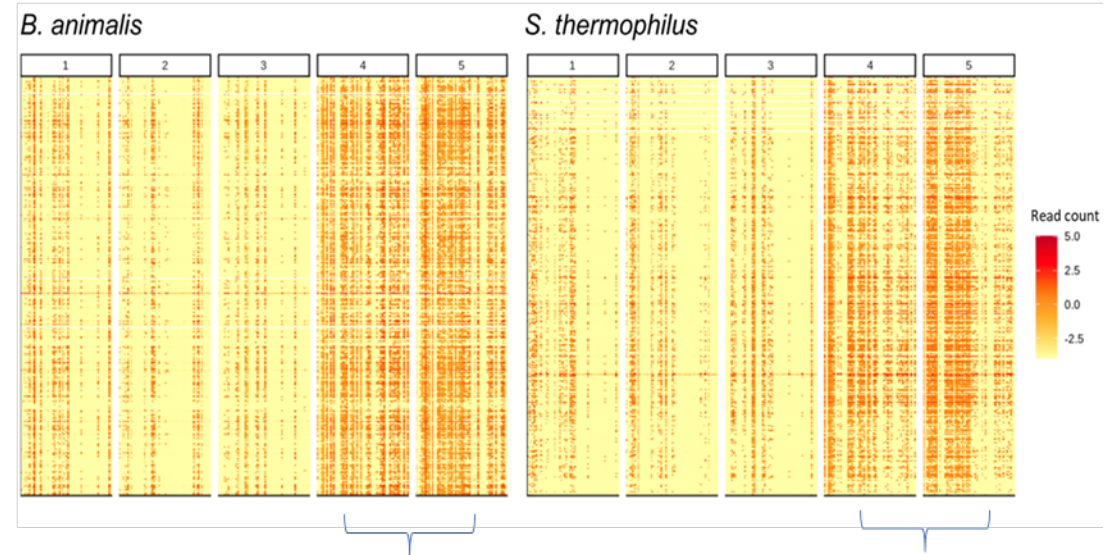 B. animalis
S. thermophilus
1 2 3 4 5
1 2 3 4 5
Read count
5.0
2.5
0.0
-2.5